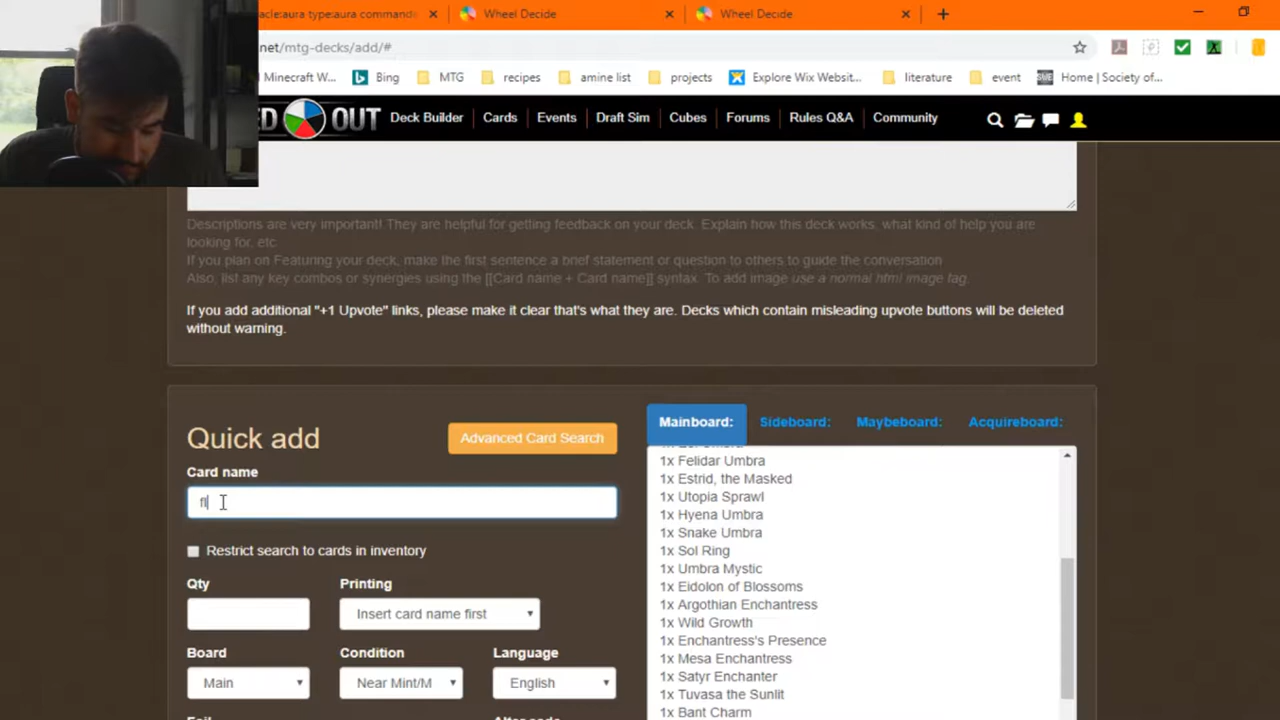 racle:aura type:aura command
Wheel Decide
Wheel Decide
net/mtg-decks/add/#
Minecraft W...
Bing
MTG
recipes
amine list
projects
Explore Wix Websit...
literature
event
Home | Society of...
ED OUT
Deck Builder
Cards
Events
Draft Sim
Cubes
Forums
Rules Q&A
Community
Descriptions are very important! They are helpful for getting feedback on your deck. Explain how this deck works, what kind of help you are
looking for, etc
If you plan on Featuring your deck, make the first sentence a brief statement or question to others to guide the conversation
Also, list any key combos or synergies using the [[Card name + Card name]] syntax. To add image use a normal html image tag.
If you add additional "+1 Upvote" links, please make it clear that's what they are. Decks which contain misleading upvote buttons will be deleted
without warning.
Quick add
Advanced Card Search
Card name
fl
Restrict search to cards in inventory
Qty
Printing
Insert card name first
Board
Condition
Language
Main
Near Mint/M
English
Mainboard:
Sideboard:
Maybeboard:
Acquireboard:
1x Felidar Umbra
1x Estrid, the Masked
1x Utopia Sprawl
1x Hyena Umbra
1x Snake Umbra
1x Sol Ring
1x Umbra Mystic
1x Eidolon of Blossoms
1x Argothian Enchantress
1x Wild Growth
1x Enchantress's Presence
1x Mesa Enchantress
1x Satyr Enchanter
1x Tuvasa the Sunlit
1x Bant Charm